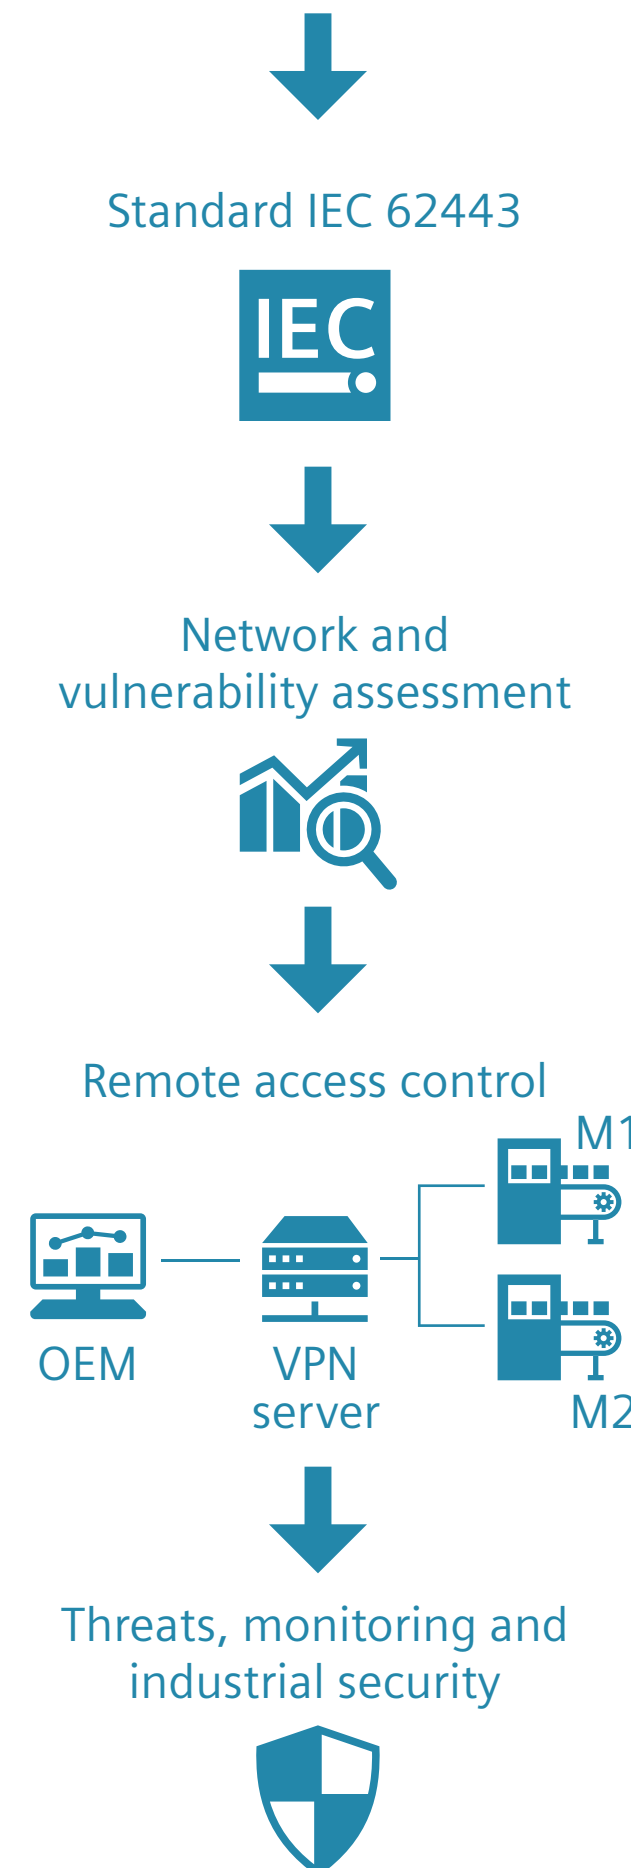 Standard IEC 62443
IEC
Network and
vulnerability assessment
Remote access control
M1
OEM
VPN
server
M2
Threats, monitoring and
industrial security